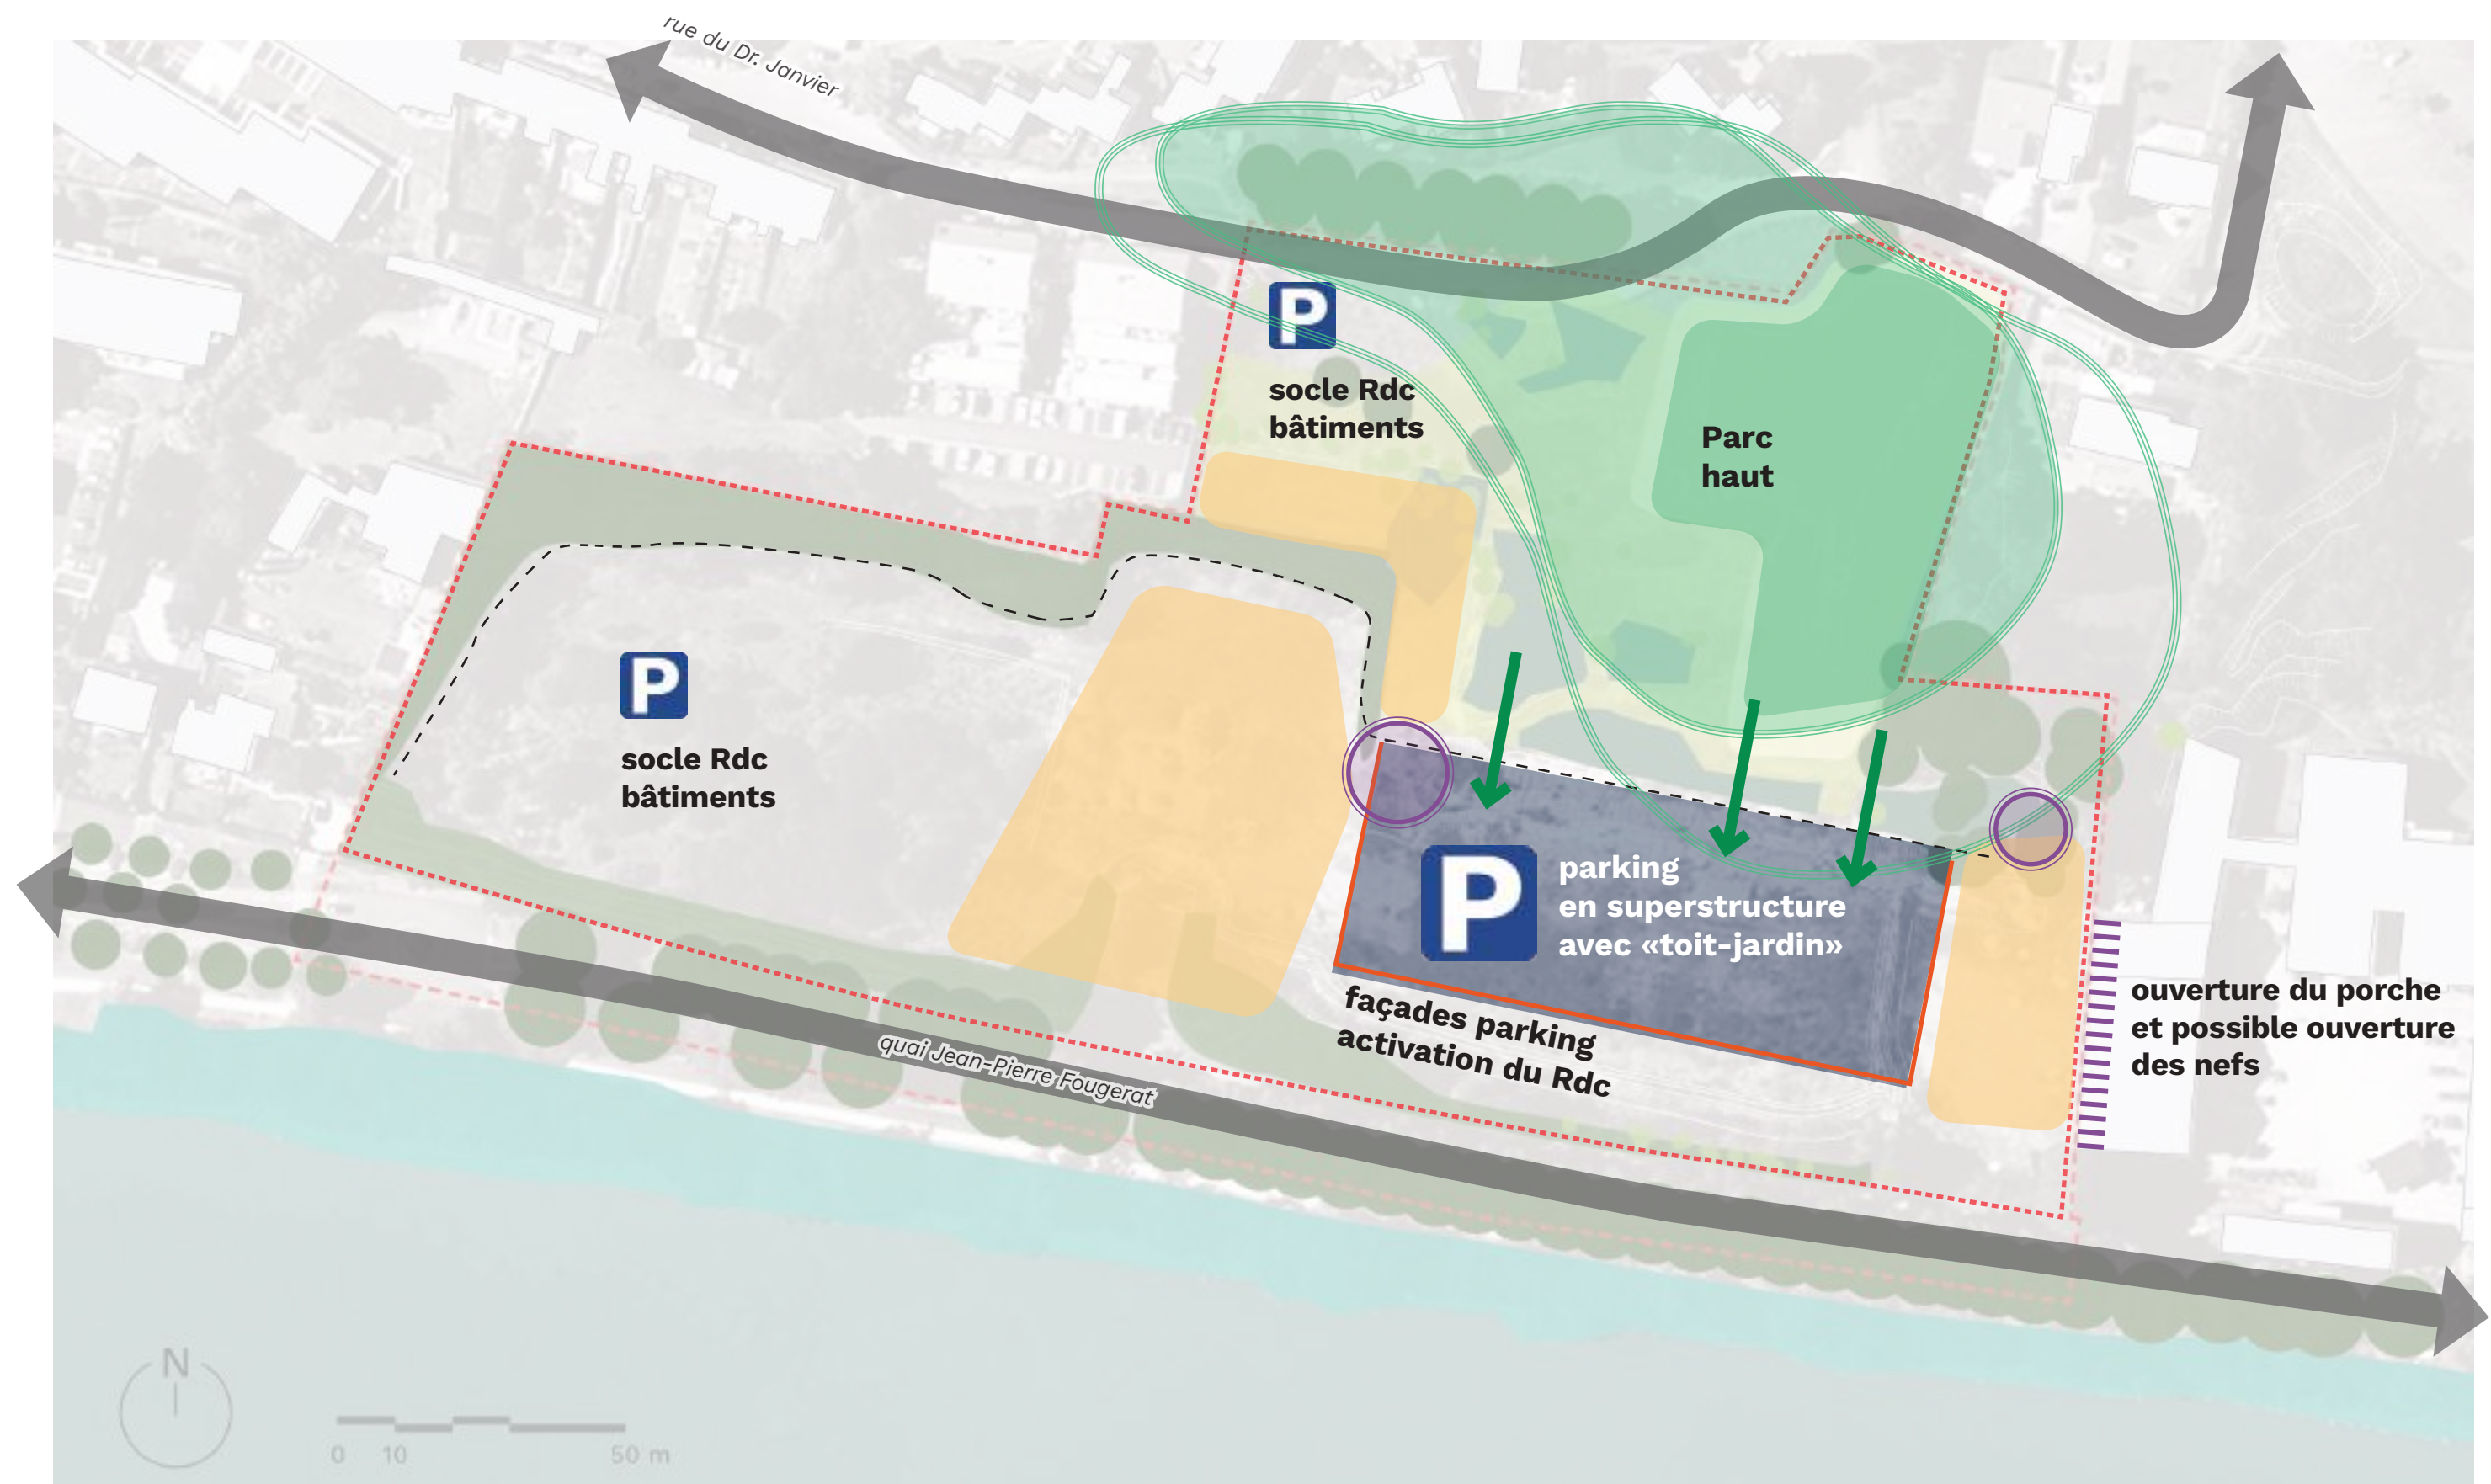 rue du Dr. Janvier
P
socle Rdc
bâtiments
Parc
haut
P
socle Rdc
bâtiments
P
parking
en superstructure
avec «toit-jardin»
façades parking
activation du Rdc
ouverture du porche
et possible ouverture
des nefs
quai Jean-Pierre Fougerat
N
0 10 50 m